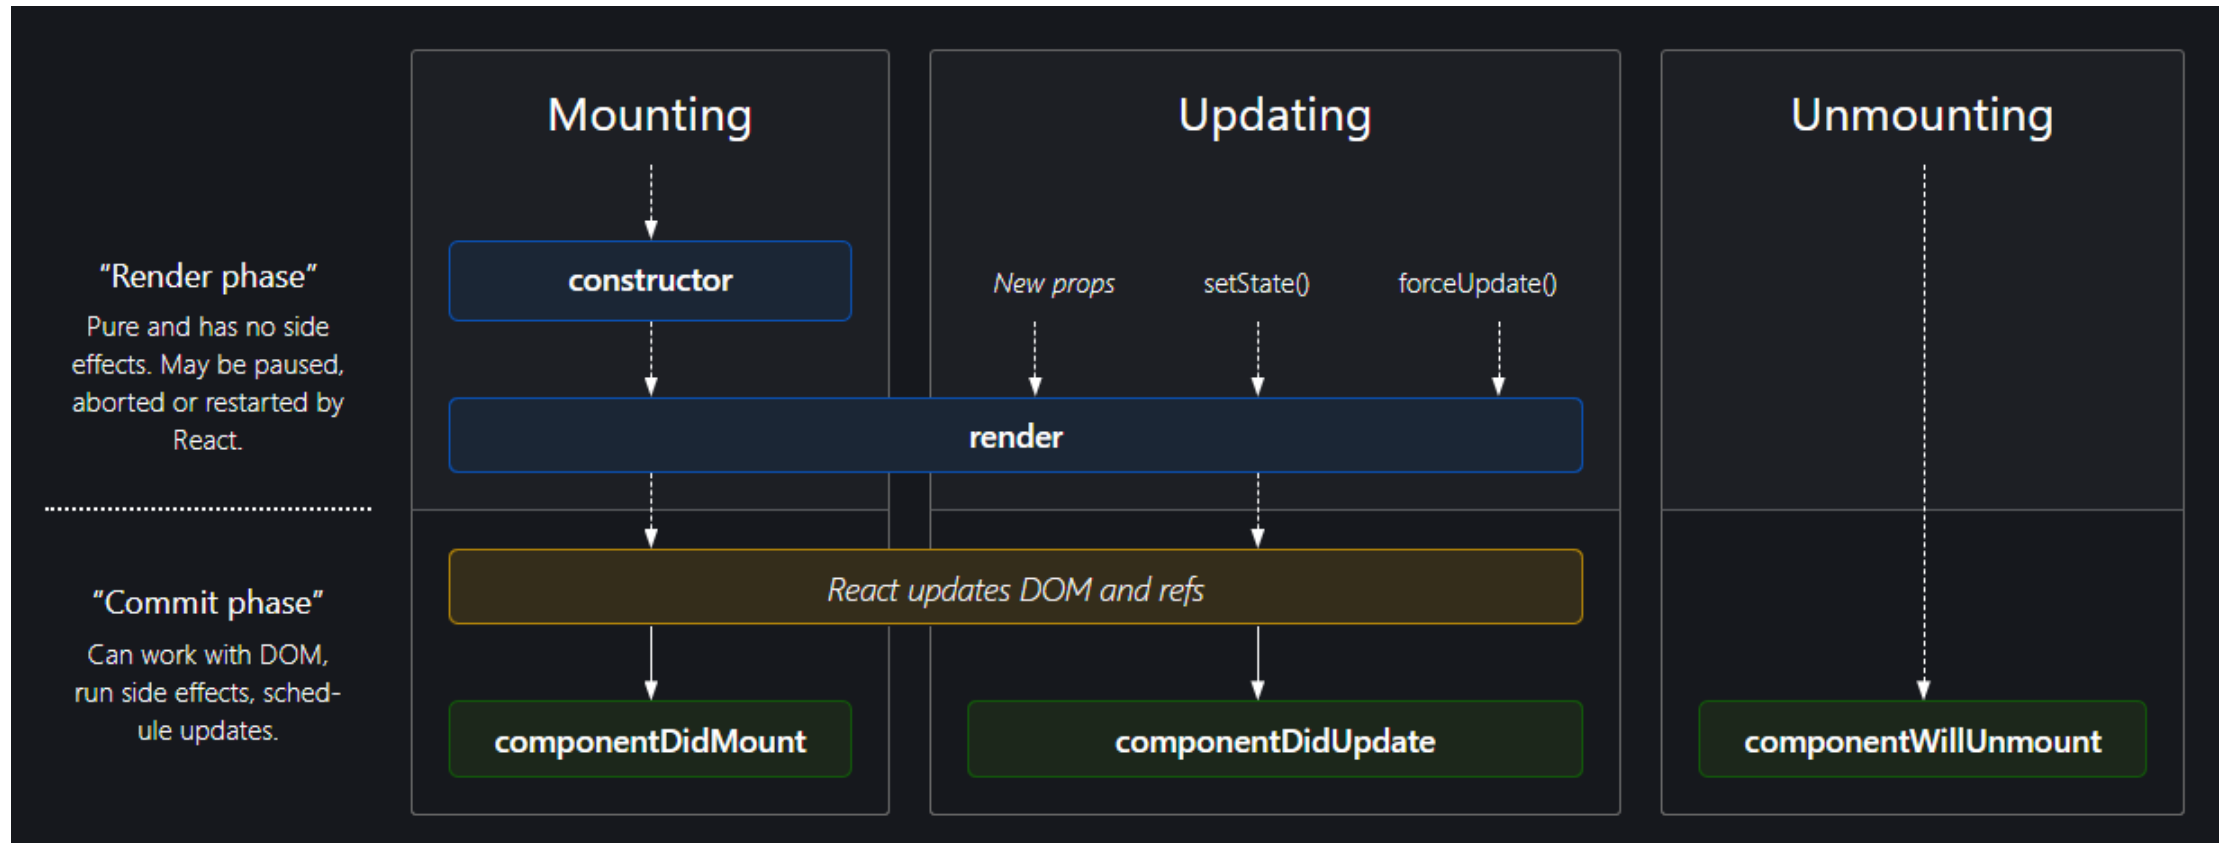 Mounting
Updating
Unmounting
“Render phase”
Pure and has no side
effects. May be paused,
aborted or restarted by
React.
constructor
New props
setState()
forceUpdate()
render
“Commit phase”
Can work with DOM,
run side effects, sched-
ule updates.
React updates DOM and refs
componentDidMount
componentDidUpdate
componentWillUnmount